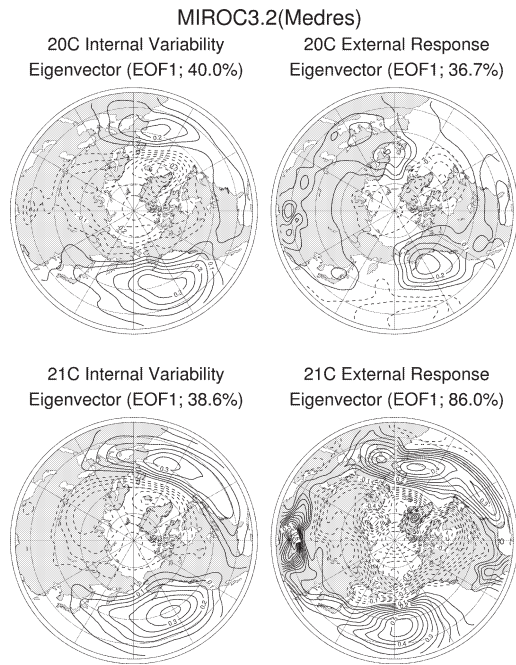 MIROC3.2(Medres)
20C Internal Variability
Eigenvector (EOF1; 40.0%)
20C External Response
Eigenvector (EOF1; 36.7%)
21C Internal Variability
Eigenvector (EOF1; 38.6%)
21C External Response
Eigenvector (EOF1; 86.0%)